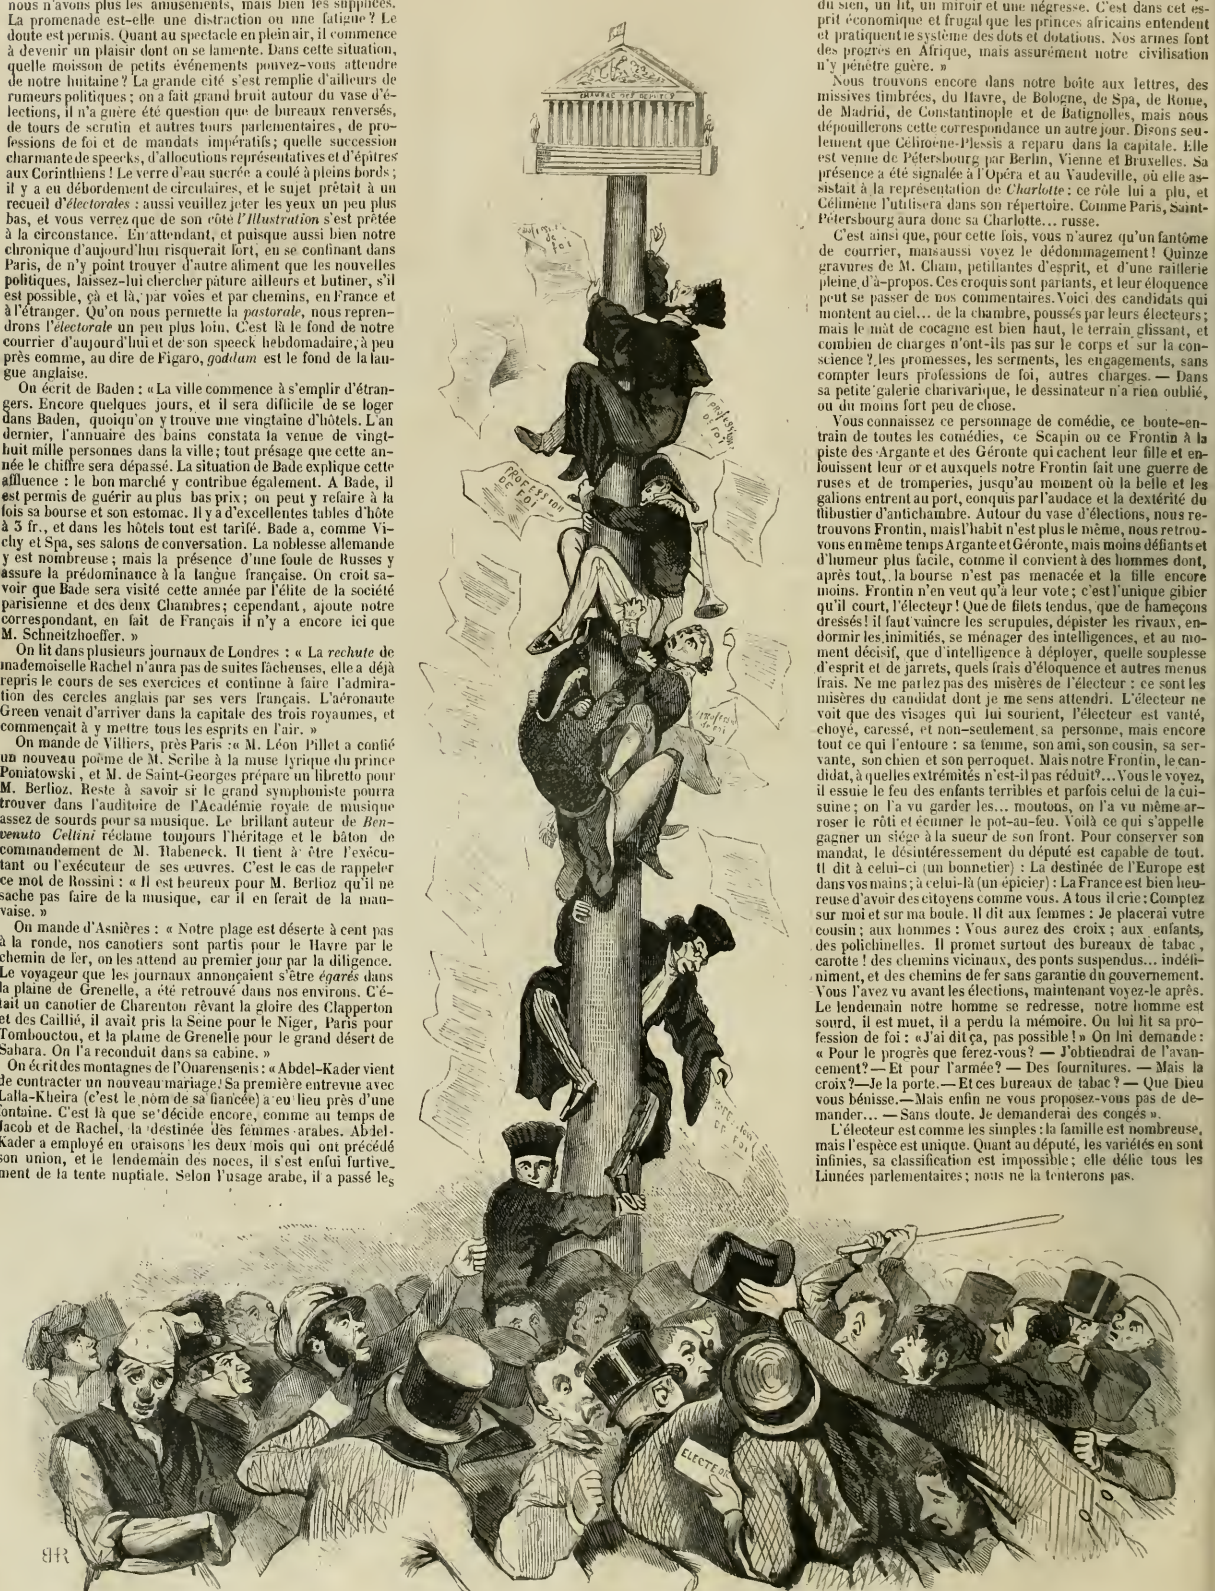 nous n'avons plus les amusements, mais bien les supplices.
La promenade est-elle une distraction ou une fatigue? Le
doute est permis. Quant au spectacle en plein air, il commence
à devenir un plaisir dont on se lamente. Dans cette situation,
quelle moisson de petits événements pouvez-vous attendre
de notre huitaine? La grande cité s'est remplie d'ailleurs de
rumeurs politiques; on a fait grand bruit autour du vase d'é-
lections, il n'a guère été question que de bureaux renversés,
de tours de scrutin et autres tours parlementaires, de pro-
fessions de foi et de mandats impératifs; quelle succession
charmante de speecks, d'allocutions représentatives et d'épîtres
aux Corinthiens! Le verre d'eau sucrée a coulé à pleins bords;
il y a eu débordement de circulaires, et le sujet prêtait à un
recueil d'électorales: aussi veuillez jeter les yeux un peu plus
bas, et vous verrez que de son côté l'Illustration s'est prêtée
à la circonstance. En attendant, et puisque aussi bien notre
chronique d'aujourd'hui risquerait fort, en se confinant dans
Paris, de n'y point trouver d'autre aliment que les nouvelles
politiques, laissez-lui chercher pâture ailleurs et butiner, s'il
est possible, çà et là, par voies et par chemins, en France et
à l'étranger. Qu'on nous permette la pastorale, nous repren-
drons l'électorale un peu plus loin. C'est là le fond de notre
courrier d'aujourd'hui et de son speeck hebdomadaire, à peu
près comme, au dire de Figaro, goddam est le fond de la lan-
gue anglaise.
On écrit de Baden: « La ville commence à s'emplir d'étran-
gers. Encore quelques jours, et il sera difficile de se loger
dans Baden, quoiqu'on y trouve une vingtaine d'hôtels. L'an
dernier, l'annuaire des bains constata la venue de vingt-
huit mille personnes dans la ville; tout présage que cette an-
née le chiffre sera dépassé. La situation de Bade explique cette
affluence: le bon marché y contribue également. A Bade, il
est permis de guérir au plus bas prix; on peut y refaire à la
fois sa bourse et son estomac. Il y a d'excellentes tables d'hôte
à 3 fr., et dans les hôtels tout est tarifé. Bade a, comme Vi-
chy et Spa, ses salons de conversation. La noblesse allemande
y est nombreuse; mais la présence d'une foule de Russes y
assure la prédominance à la langue française. On croit sa-
voir que Bade sera visité cette année par l'élite de la société
parisienne et des deux Chambres; cependant, ajoute notre
correspondant, en fait de Français il n'y a encore ici que
M. Schneitzhoeffer. »
On lit dans plusieurs journaux de Londres: « La rechute de
mademoiselle Rachel n'aura pas de suites fâcheuses, elle a déjà
repris le cours de ses exercices et continue à faire l'admira-
tion des cercles anglais par ses vers français. L'aéronaute
Green venait d'arriver dans la capitale des trois royaumes, et
commençait à y mettre tous les esprits en l'air. »
On mande de Villiers, près Paris: « M. Léon Pillet a confié
un nouveau poëme de M. Scribe à la muse lyrique du prince
Poniatowski, et M. de Saint-Georges prépare un libretto pour
M. Berlioz. Reste à savoir si le grand symphoniste pourra
trouver dans l'auditoire de l'Académie royale de musique
assez de sourds pour sa musique. Le brillant auteur de Ben-
venuto Cellini réclame toujours l'héritage et le bâton de
commandement de M. Habeneck. Il tient à être l'exécu-
tant ou l'exécuteur de ses œuvres. C'est le cas de rappeler
ce mot de Rossini: « Il est heureux pour M. Berlioz qu'il ne
sache pas faire de la musique, car il en ferait de la mau-
vaise. »
On mande d'Asnières: « Notre plage est déserte à cent pas
à la ronde, nos canotiers sont partis pour le Havre par le
chemin de fer, on les attend au premier jour par la diligence.
Le voyageur que les journaux annonçaient s'être égarés dans
la plaine de Grenelle, a été retrouvé dans nos environs. C'é-
tait un canotier de Charenton rêvant la gloire des Clapperton
et des Caillié, il avait pris la Seine pour le Niger, Paris pour
Tombouctou, et la plaine de Grenelle pour le grand désert de
Sahara. On l'a reconduit dans sa cabine. »
On écrit des montagnes de l'Ouarensenis: « Abdel-Kader vient
de contracter un nouveau mariage. Sa première entrevue avec
Lalla-Kheira (c'est le nom de sa fiancée) a eu lieu près d'une
fontaine. C'est là que se décide encore, comme au temps de
Jacob et de Rachel, la destinée des femmes arabes. Abdel-
Kader a employé en oraisons les deux mois qui ont précédé
son union, et le lendemain des noces, il s'est enfui furtive-
ment de la tente nuptiale. Selon l'usage arabe, il a passé les
CHAMBRE DES DEPUTES
Profession de foi
PROFESSION DE FOI
PROFESSION DE FOI
Profession de foi
PROFESSION DE FOI
ELECTEUR
BR
du sien, un lit, un miroir et une négresse. C'est dans cet es-
prit économique et frugal que les princes africains entendent
et pratiquent le système des dots et dotations. Nos armes font
des progrès en Afrique, mais assurément notre civilisation
n'y pénètre guère. »
Nous trouvons encore dans notre boîte aux lettres, des
missives timbrées, du Havre, de Bologne, de Spa, de Rome,
de Madrid, de Constantinople et de Batignolles, mais nous
dépouillerons cette correspondance un autre jour. Disons seu-
lement que Célimène-Plessis a reparu dans la capitale. Elle
est venue de Pétersbourg par Berlin, Vienne et Bruxelles. Sa
présence a été signalée à l'Opéra et au Vaudeville, où elle as-
sistait à la représentation de Charlotte: ce rôle lui a plu, et
Célimène l'utilisera dans son répertoire. Comme Paris, Saint-
Pétersbourg aura donc sa Charlotte... russe.
C'est ainsi que, pour cette fois, vous n'aurez qu'un fantôme
de courrier, mais aussi voyez le dédommagement! Quinze
gravures de M. Cham, pétillantes d'esprit, et d'une raillerie
pleine d'à-propos. Ces croquis sont parlants, et leur éloquence
peut se passer de nos commentaires. Voici des candidats qui
montent au ciel... de la chambre, poussés par leurs électeurs;
mais le mât de cocagne est bien haut, le terrain glissant, et
combien de charges n'ont-ils pas sur le corps et sur la con-
science? les promesses, les serments, les engagements, sans
compter leurs professions de foi, autres charges. — Dans
sa petite galerie charivarique, le dessinateur n'a rien oublié,
ou du moins fort peu de chose.
Vous connaissez ce personnage de comédie, ce boute-en-
train de toutes les comédies, ce Scapin ou ce Frontin à la
piste des Argante et des Géronte qui cachent leur fille et en-
fouissent leur or et auxquels notre Frontin fait une guerre de
ruses et de tromperies, jusqu'au moment où la belle et les
galions entrent au port, conquis par l'audace et la dextérité du
flibustier d'antichambre. Autour du vase d'élections, nous re-
trouvons Frontin, mais l'habit n'est plus le même, nous retrou-
vons en même temps Argante et Géronte, mais moins défiants et
d'humeur plus facile, comme il convient à des hommes dont,
après tout, la bourse n'est pas menacée et la fille encore
moins. Frontin n'en veut qu'à leur vote; c'est l'unique gibier
qu'il court, l'électeur! Que de filets tendus, que de hameçons
dressés! il faut vaincre les scrupules, dépister les rivaux, en-
dormir les inimitiés, se ménager des intelligences, et au mo-
ment décisif, que d'intelligence à déployer, quelle souplesse
d'esprit et de jarrets, quels frais d'éloquence et autres menus
frais. Ne me parlez pas des misères de l'électeur: ce sont les
misères du candidat dont je me sens attendri. L'électeur ne
voit que des visages qui lui sourient, l'électeur est vanté,
choyé, caressé, et non-seulement sa personne, mais encore
tout ce qui l'entoure: sa femme, son ami, son cousin, sa ser-
vante, son chien et son perroquet. Mais notre Frontin, le can-
didat, à quelles extrémités n'est-il pas réduit?... Vous le voyez,
il essuie le feu des enfants terribles et parfois celui de la cui-
suine; on l'a vu garder les... moutons, on l'a vu même ar-
roser le rôti et écumer le pot-au-feu. Voilà ce qui s'appelle
gagner un siége à la sueur de son front. Pour conserver son
mandat, le désintéressement du député est capable de tout.
Il dit à celui-ci (un bonnetier): La destinée de l'Europe est
dans vos mains; à celui-là (un épicier): La France est bien heu-
reuse d'avoir des citoyens comme vous. A tous il crie: Comptez
sur moi et sur ma boule. Il dit aux femmes: Je placerai votre
cousin; aux hommes: Vous aurez des croix; aux enfants,
des polichinelles. Il promet surtout des bureaux de tabac,
carotte! des chemins vicinaux, des ponts suspendus... indéfi-
niment, et des chemins de fer sans garantie du gouvernement.
Vous l'avez vu avant les élections, maintenant voyez-le après.
Le lendemain notre homme se redresse, notre homme est
sourd, il est muet, il a perdu la mémoire. On lui lit sa pro-
fession de foi: «J'ai dit ça, pas possible!» On lui demande:
« Pour le progrès que ferez-vous? — J'obtiendrai de l'avan-
cement? — Et pour l'armée? — Des fournitures. — Mais la
croix? — Je la porte. — Et ces bureaux de tabac? — Que Dieu
vous bénisse. — Mais enfin ne vous proposez-vous pas de de-
mander... — Sans doute. Je demanderai des congés ».
L'électeur est comme les simples: la famille est nombreuse,
mais l'espèce est unique. Quant au député, les variétés en sont
infinies, sa classification est impossible; elle défie tous les
Linnées parlementaires; nous ne la tenterons pas.